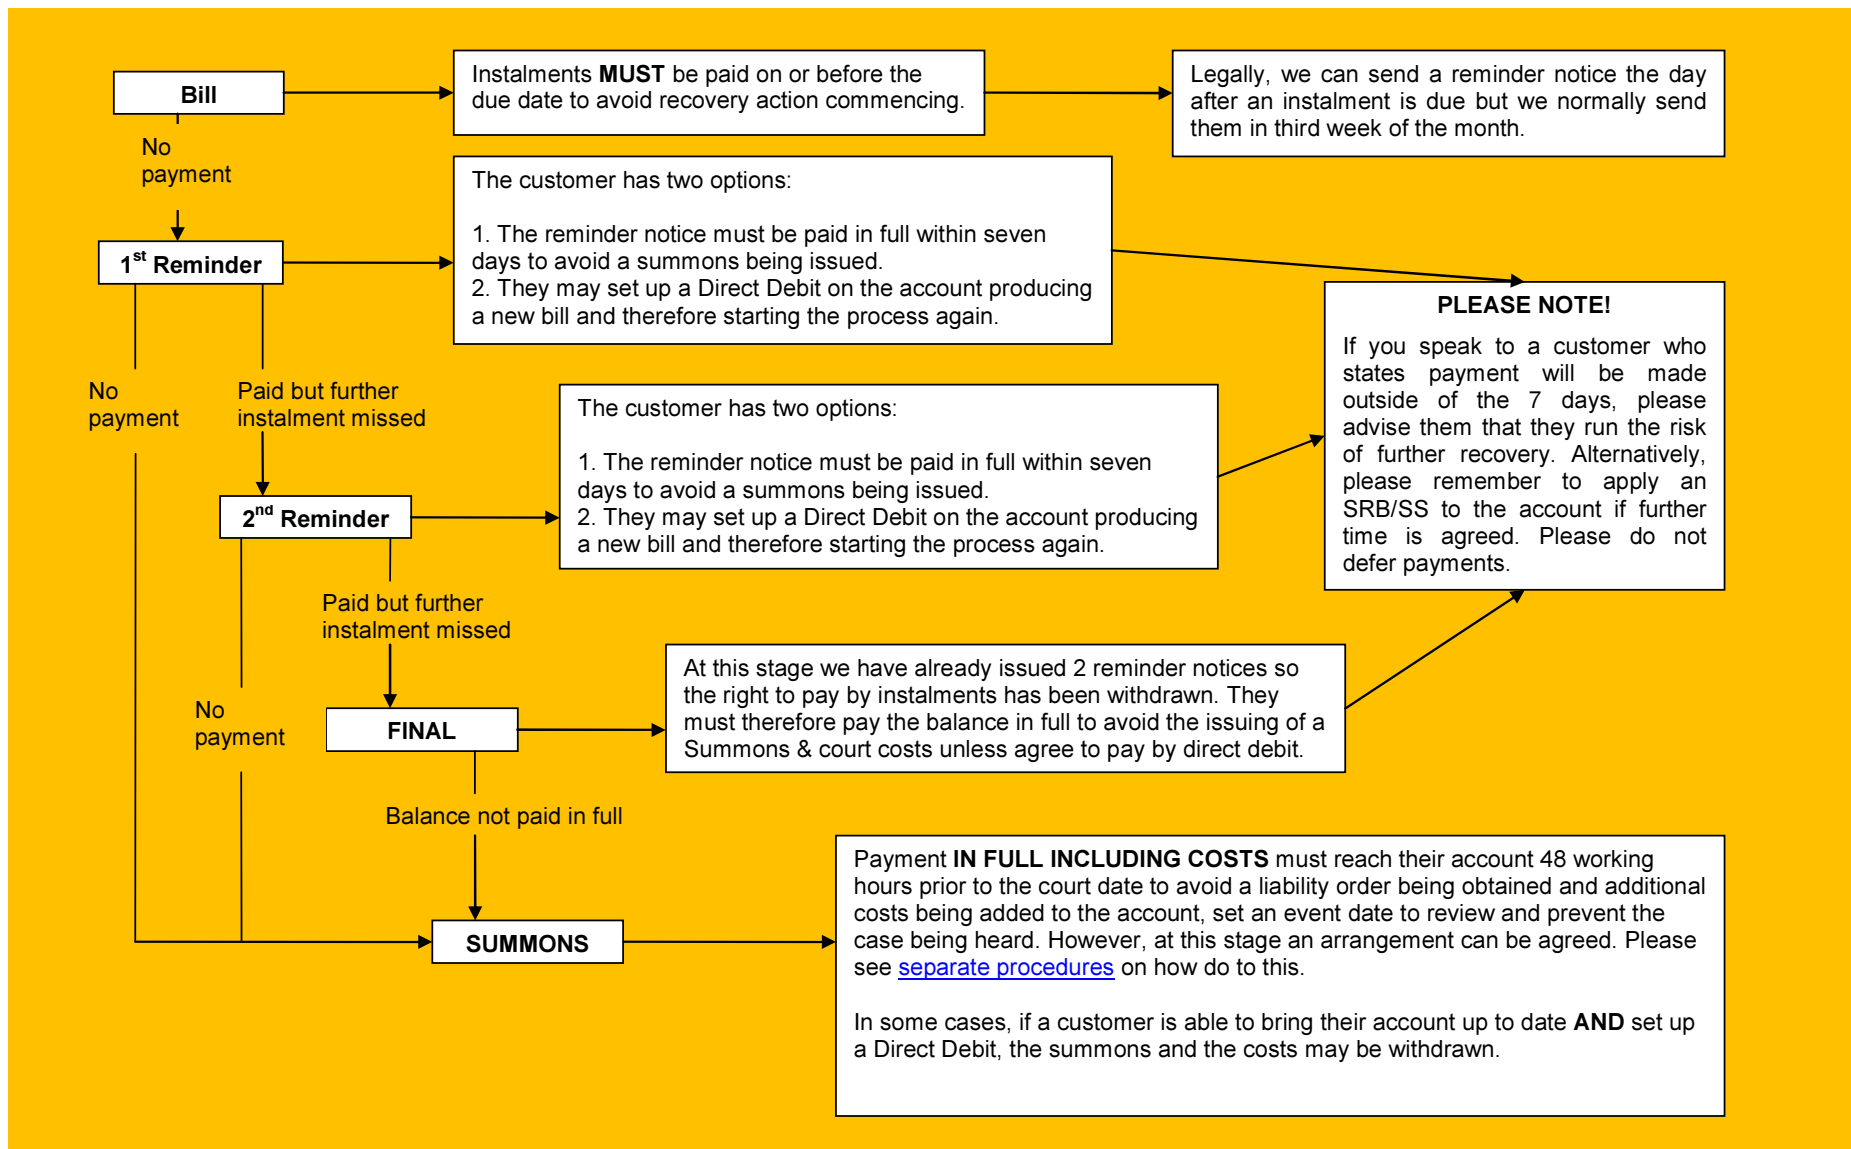 Bill
Instalments MUST be paid on or before the
due date to avoid recovery action commencing.
Legally, we can send a reminder notice the day
after an instalment is due but we normally send
them in third week of the month.
No
payment
1st Reminder
The customer has two options:
1. The reminder notice must be paid in full within seven
days to avoid a summons being issued.
2. They may set up a Direct Debit on the account producing
a new bill and therefore starting the process again.
PLEASE NOTE!
If you speak to a customer who
states payment will be made
outside of the 7 days, please
advise them that they run the risk
of further recovery. Alternatively,
please remember to apply an
SRB/SS to the account if further
time is agreed. Please do not
defer payments.
No
payment
Paid but further
instalment missed
2nd Reminder
The customer has two options:
1. The reminder notice must be paid in full within seven
days to avoid a summons being issued.
2. They may set up a Direct Debit on the account producing
a new bill and therefore starting the process again.
Paid but further
instalment missed
No
payment
FINAL
At this stage we have already issued 2 reminder notices so
the right to pay by instalments has been withdrawn. They
must therefore pay the balance in full to avoid the issuing of a
Summons & court costs unless agree to pay by direct debit.
Balance not paid in full
SUMMONS
Payment IN FULL INCLUDING COSTS must reach their account 48 working
hours prior to the court date to avoid a liability order being obtained and additional
costs being added to the account, set an event date to review and prevent the
case being heard. However, at this stage an arrangement can be agreed. Please
see separate procedures on how do to this.
In some cases, if a customer is able to bring their account up to date AND set up
a Direct Debit, the summons and the costs may be withdrawn.